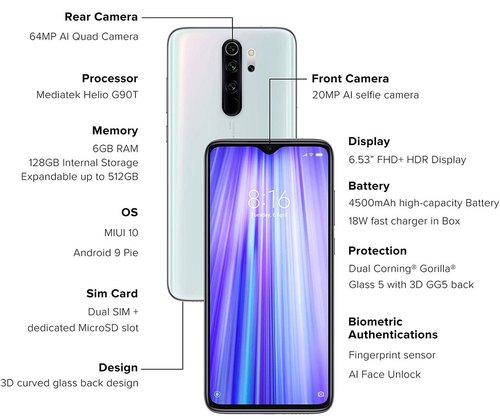 Rear Camera
64MP AI Quad Camera
Processor
Mediatek Helio G90T
Memory
6GB RAM
128GB Internal Storage
Expandable up to 512GB
OS
MIUI 10
Android 9 Pie
Sim Card
Dual SIM +
dedicated MicroSD slot
Design
3D curved glass back design
Front Camera
20MP AI selfie camera
Display
6.53” FHD+ HDR Display
Battery
4500mAh high-capacity Battery
18W fast charger in Box
Protection
Dual Corning® Gorilla®
Glass 5 with 3D GG5 back
Biometric
Authentications
Fingerprint sensor
AI Face Unlock
8:16